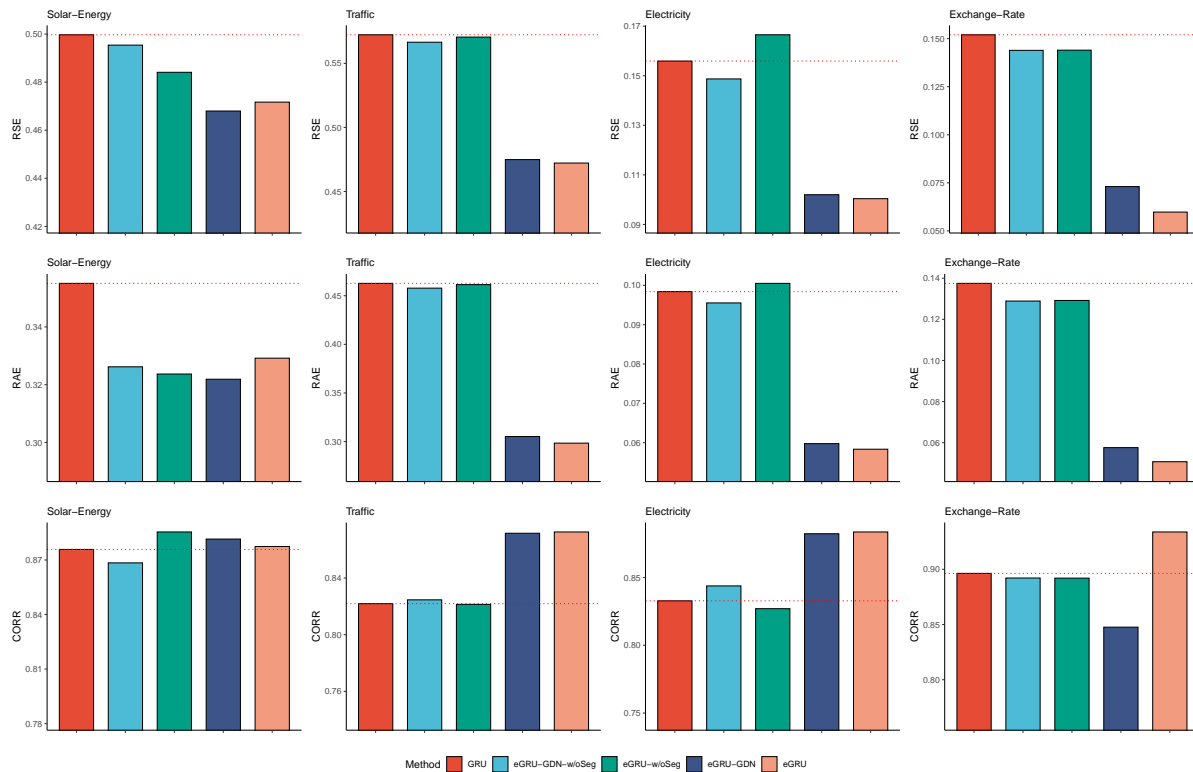 Solar−Energy
Traffic
Electricity
Exchange−Rate
RSE
0.50
0.48
0.46
0.44
0.42
RSE
0.55
0.50
0.45
RSE
0.17
0.15
0.13
0.11
0.09
RSE
0.150
0.125
0.100
0.075
0.050
Solar−Energy
Traffic
Electricity
Exchange−Rate
RAE
0.34
0.32
0.30
RAE
0.45
0.40
0.35
0.30
RAE
0.10
0.09
0.08
0.07
0.06
RAE
0.14
0.12
0.10
0.08
0.06
Solar−Energy
Traffic
Electricity
Exchange−Rate
CORR
0.87
0.84
0.81
0.78
CORR
0.84
0.80
0.76
CORR
0.85
0.80
0.75
CORR
0.90
0.85
0.80
Method GRU eGRU−GDN−w/oSeg eGRU−w/oSeg eGRU−GDN eGRU